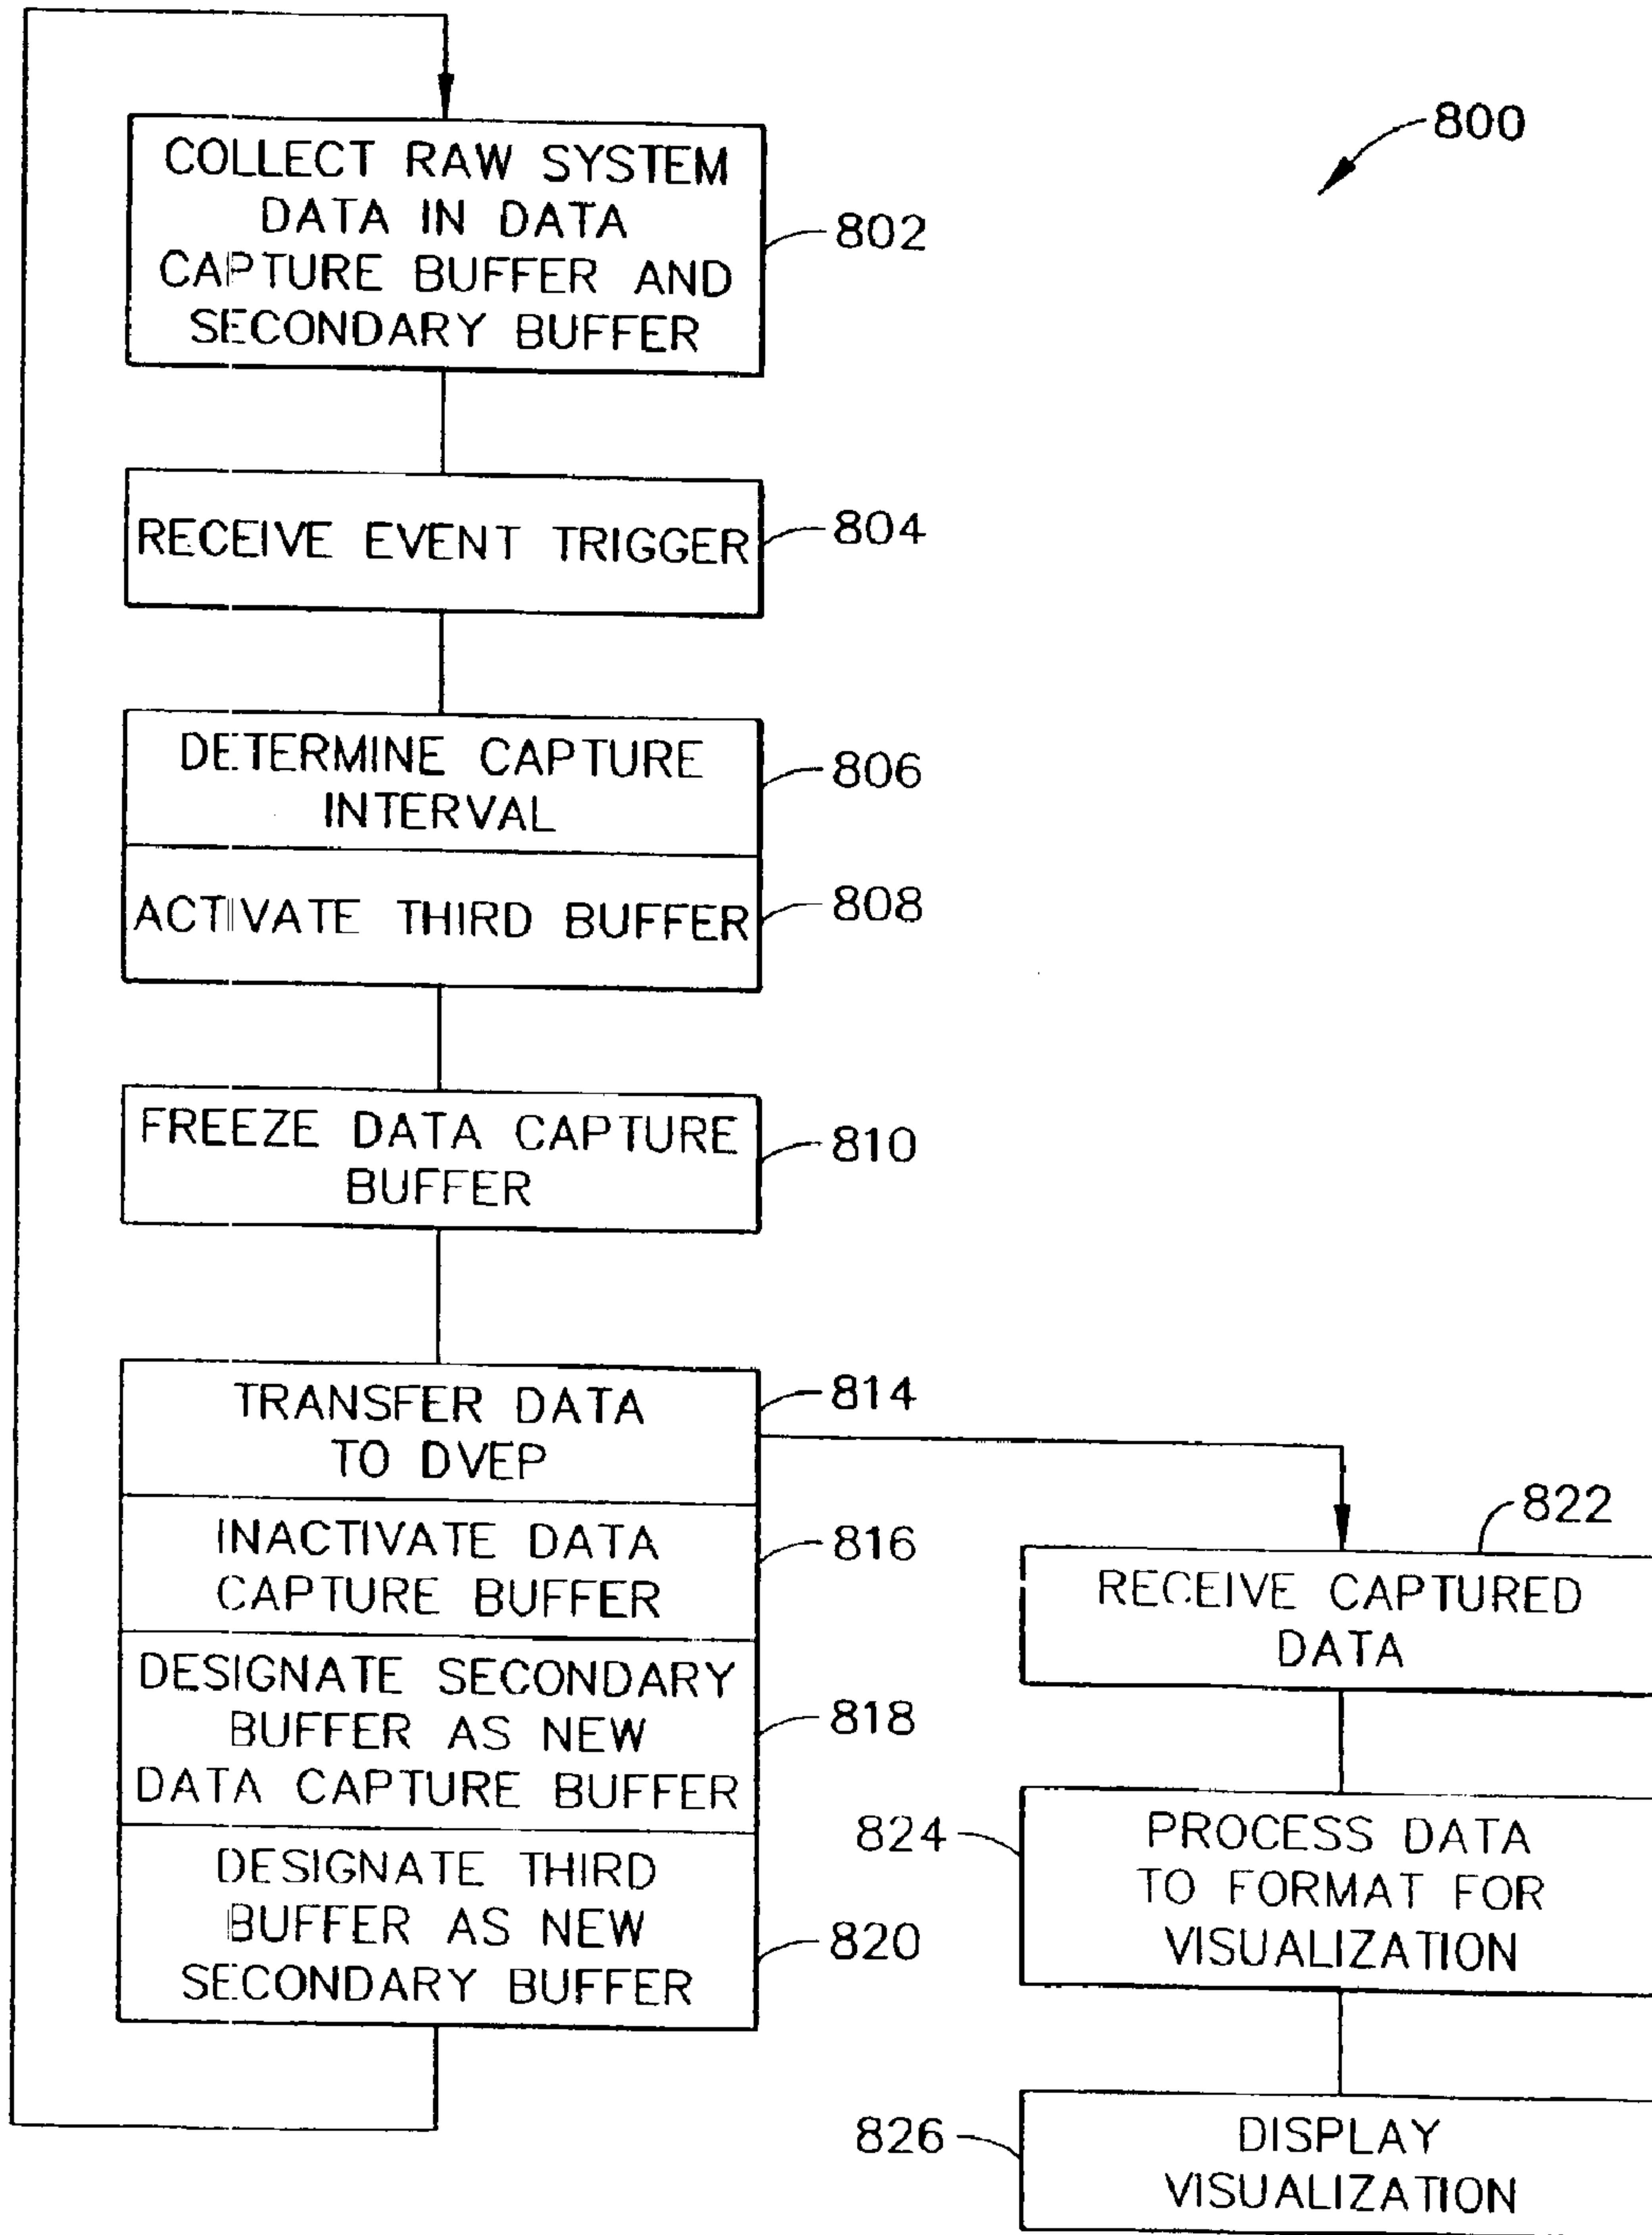 800
COLLECT RAW SYSTEM
DATA IN DATA
CAPTURE BUFFER AND
SECONDARY BUFFER
802
RECEIVE EVENT TRIGGER
804
DETERMINE CAPTURE
INTERVAL
806
ACTIVATE THIRD BUFFER
808
FREEZE DATA CAPTURE
BUFFER
810
TRANSFER DATA
TO DVEP
814
INACTIVATE DATA
CAPTURE BUFFER
816
DESIGNATE SECONDARY
BUFFER AS NEW
DATA CAPTURE BUFFER
818
DESIGNATE THIRD
BUFFER AS NEW
SECONDARY BUFFER
820
822
RECEIVE CAPTURED
DATA
824
PROCESS DATA
TO FORMAT FOR
VISUALIZATION
826
DISPLAY
VISUALIZATION